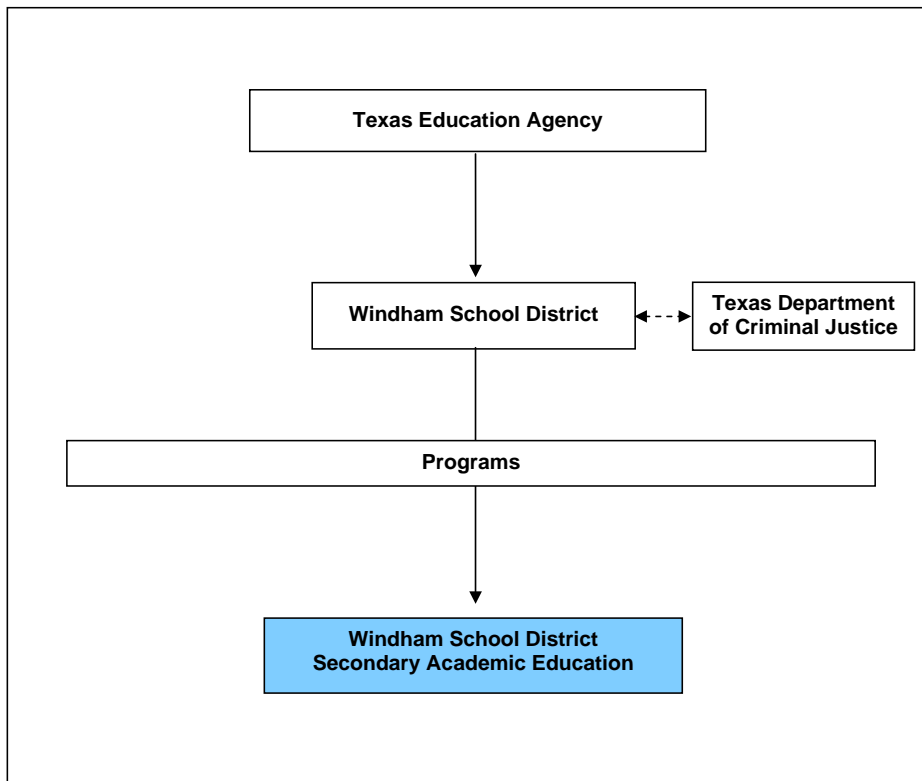 Texas Education Agency
Windham School District
Texas Department
of Criminal Justice
Programs
Windham School District
Secondary Academic Education